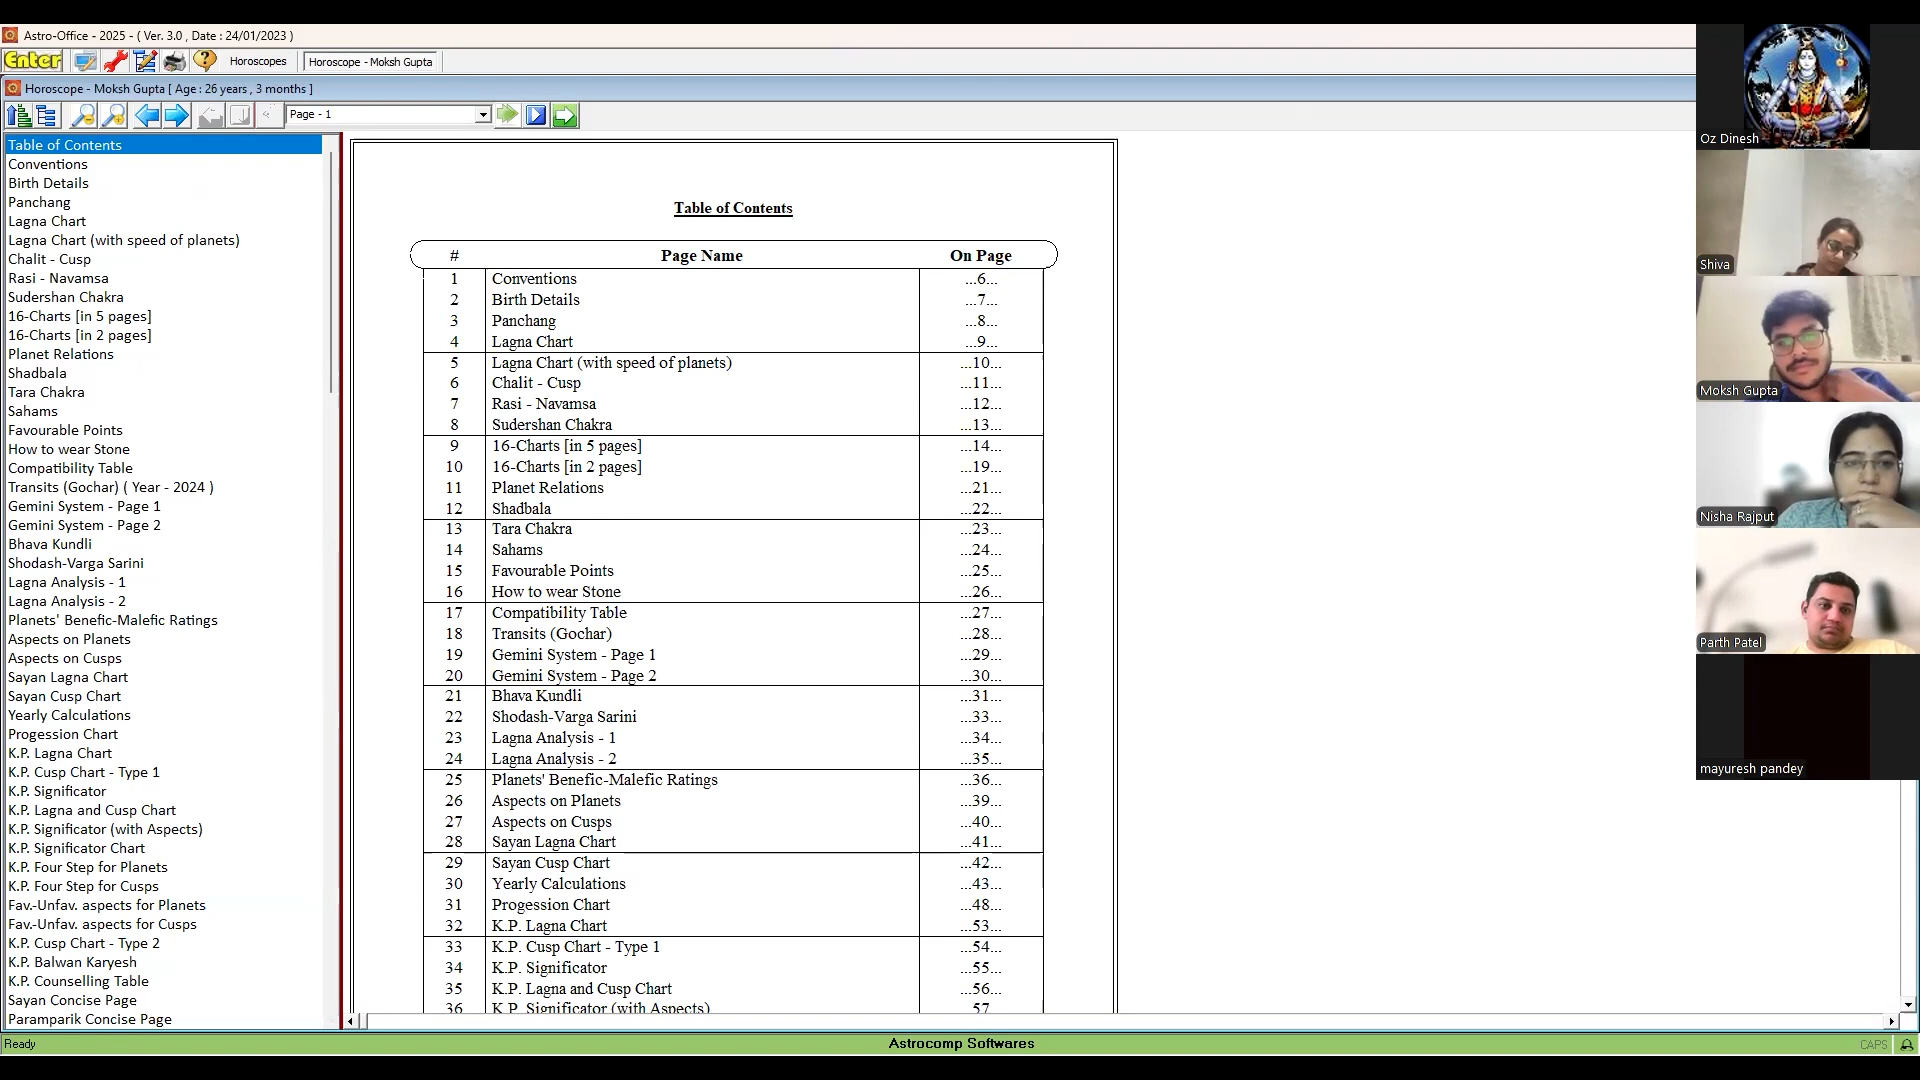 Astro-Office - 2025 - ( Ver. 3.0 , Date : 24/01/2023 )
Enter
Horoscopes
Horoscope - Moksh Gupta
Horoscope - Moksh Gupta [ Age : 26 years , 3 months ]
Page - 1
Table of Contents
Conventions
Birth Details
Panchang
Lagna Chart
Lagna Chart (with speed of planets)
Chalit - Cusp
Rasi - Navamsa
Sudershan Chakra
16-Charts [in 5 pages]
16-Charts [in 2 pages]
Planet Relations
Shadbala
Tara Chakra
Sahams
Favourable Points
How to wear Stone
Compatibility Table
Transits (Gochar) ( Year - 2024 )
Gemini System - Page 1
Gemini System - Page 2
Bhava Kundli
Shodash-Varga Sarini
Lagna Analysis - 1
Lagna Analysis - 2
Planets' Benefic-Malefic Ratings
Aspects on Planets
Aspects on Cusps
Sayan Lagna Chart
Sayan Cusp Chart
Yearly Calculations
Progession Chart
K.P. Lagna Chart
K.P. Cusp Chart - Type 1
K.P. Significator
K.P. Lagna and Cusp Chart
K.P. Significator (with Aspects)
K.P. Significator Chart
K.P. Four Step for Planets
K.P. Four Step for Cusps
Fav.-Unfav. aspects for Planets
Fav.-Unfav. aspects for Cusps
K.P. Cusp Chart - Type 2
K.P. Balwan Karyesh
K.P. Counselling Table
Sayan Concise Page
Paramparik Concise Page
Table of Contents
# Page Name On Page
1 Conventions ...6...
2 Birth Details ...7...
3 Panchang ...8...
4 Lagna Chart ...9...
5 Lagna Chart (with speed of planets) ...10...
6 Chalit - Cusp ...11...
7 Rasi - Navamsa ...12...
8 Sudershan Chakra ...13...
9 16-Charts [in 5 pages] ...14...
10 16-Charts [in 2 pages] ...19...
11 Planet Relations ...21...
12 Shadbala ...22...
13 Tara Chakra ...23...
14 Sahams ...24...
15 Favourable Points ...25...
16 How to wear Stone ...26...
17 Compatibility Table ...27...
18 Transits (Gochar) ...28...
19 Gemini System - Page 1 ...29...
20 Gemini System - Page 2 ...30...
21 Bhava Kundli ...31...
22 Shodash-Varga Sarini ...33...
23 Lagna Analysis - 1 ...34...
24 Lagna Analysis - 2 ...35...
25 Planets' Benefic-Malefic Ratings ...36...
26 Aspects on Planets ...39...
27 Aspects on Cusps ...40...
28 Sayan Lagna Chart ...41...
29 Sayan Cusp Chart ...42...
30 Yearly Calculations ...43...
31 Progession Chart ...48...
32 K.P. Lagna Chart ...53...
33 K.P. Cusp Chart - Type 1 ...54...
34 K.P. Significator ...55...
35 K.P. Lagna and Cusp Chart ...56...
36 K.P. Significator (with Aspects) 57
Oz Dinesh
Shiva
Moksh Gupta
Nisha Rajput
Parth Patel
mayuresh pandey
Ready
Astrocomp Softwares
CAPS